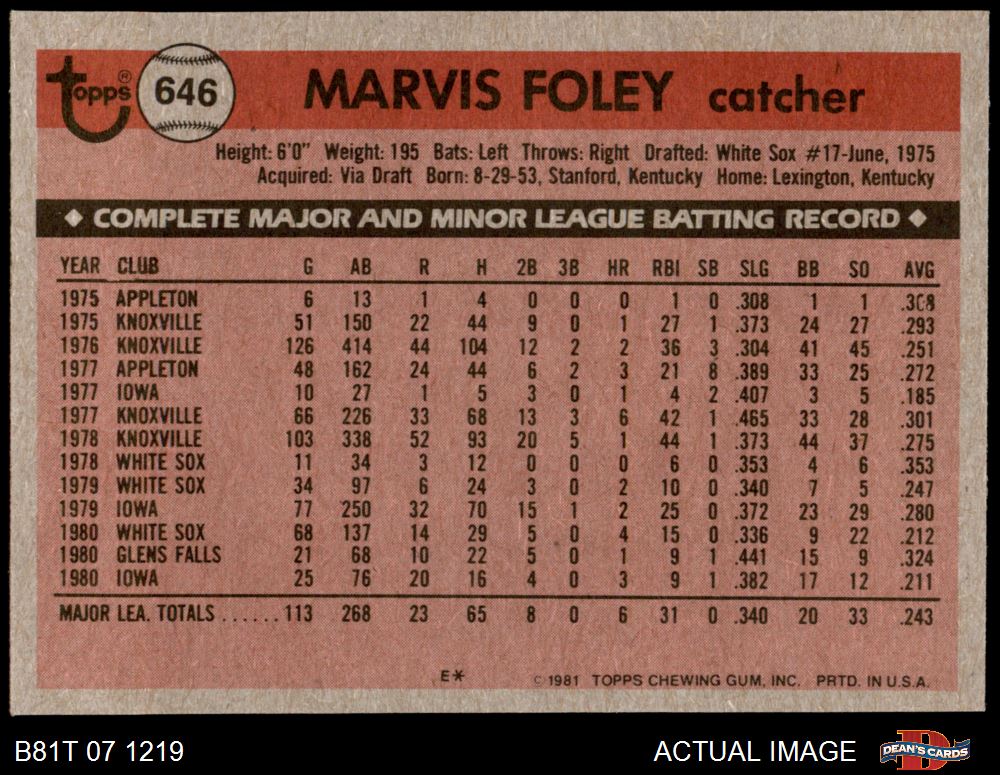 Topps® 646 MARVIS FOLEY catcher
Height: 6'0" Weight: 195 Bats: Left Throws: Right Drafted: White Sox #17-June, 1975
Acquired: Via Draft Born: 8-29-53, Stanford, Kentucky Home: Lexington, Kentucky
◆ COMPLETE MAJOR AND MINOR LEAGUE BATTING RECORD ◆
YEAR CLUB G AB R H 2B 3B HR RBI SB SLG BB SO AVG
1975 APPLETON 6 13 1 4 0 0 0 1 0 .308 1 1 .308
1975 KNOXVILLE 51 150 22 44 9 0 1 27 1 .373 24 27 .293
1976 KNOXVILLE 126 414 44 104 12 2 2 36 3 .304 41 45 .251
1977 APPLETON 48 162 24 44 6 2 3 21 8 .389 33 25 .272
1977 IOWA 10 27 1 5 3 0 1 4 2 .407 3 5 .185
1977 KNOXVILLE 66 226 33 68 13 3 6 42 1 .465 33 28 .301
1978 KNOXVILLE 103 338 52 93 20 5 1 44 1 .373 44 37 .275
1978 WHITE SOX 11 34 3 12 0 0 0 6 0 .353 4 6 .353
1979 WHITE SOX 34 97 6 24 3 0 2 10 0 .340 7 5 .247
1979 IOWA 77 250 32 70 15 1 2 25 0 .372 23 29 .280
1980 WHITE SOX 68 137 14 29 5 0 4 15 0 .336 9 22 .212
1980 GLENS FALLS 21 68 10 22 5 0 1 9 1 .441 15 9 .324
1980 IOWA 25 76 20 16 4 0 3 9 1 .382 17 12 .211
MAJOR LEA. TOTALS ......113 268 23 65 8 0 6 31 0 .340 20 33 .243
E* © 1981 TOPPS CHEWING GUM, INC. PRTD. IN U.S.A.
B81T 07 1219 ACTUAL IMAGE DEAN'S CARDS